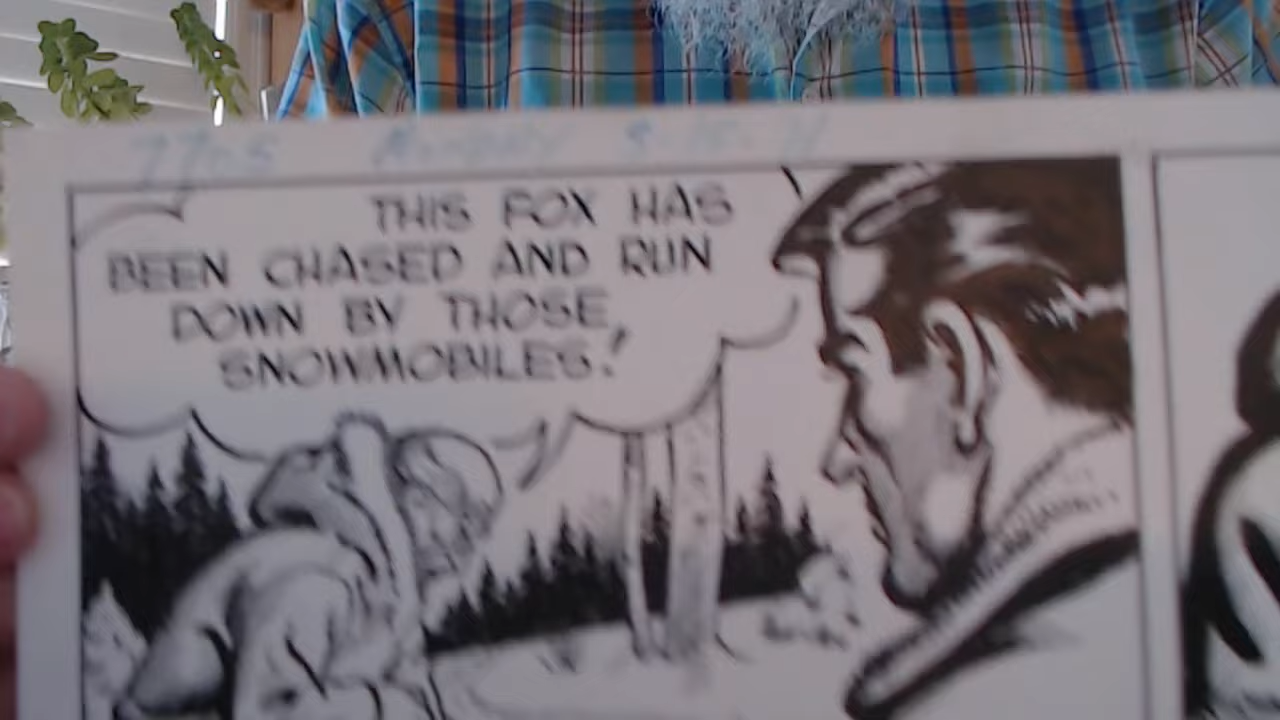 THIS FOX HAS
BEEN CHASED AND RUN
DOWN BY THOSE
SNOWMOBILES!